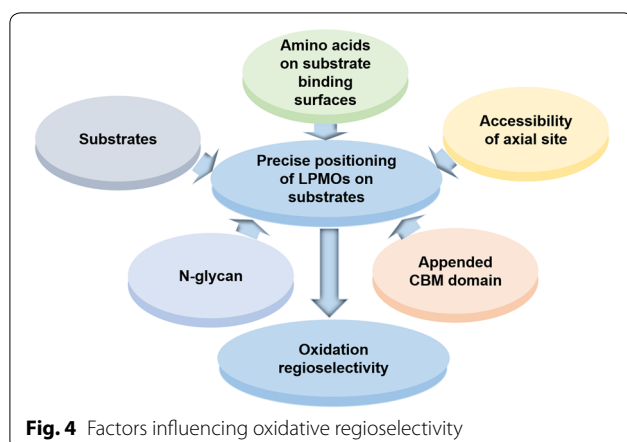 Amino acids
on substrate
binding
surfaces
Substrates
Accessibility
of axial site
Precise positioning
of LPMOs on
substrates
N-glycan
Appended
CBM domain
Oxidation
regioselectivity
Fig. 4 Factors influencing oxidative regioselectivity